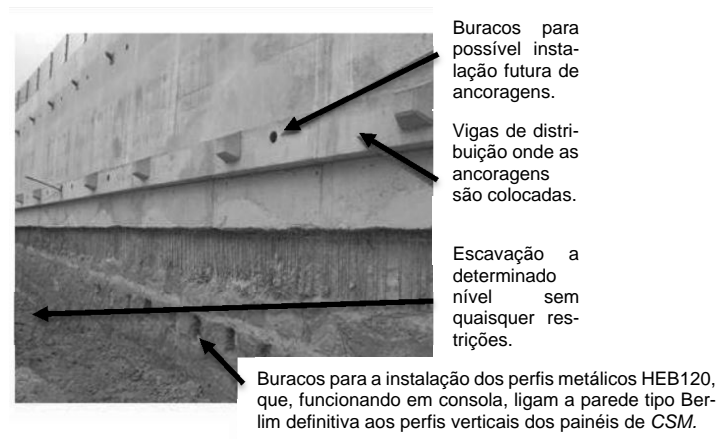 Buracos para
possível insta-
lação futura de
ancoragens.
Vigas de distri-
buição onde as
ancoragens
são colocadas.
Escavação a
determinado
nível sem
quaisquer res-
trições.
Buracos para a instalação dos perfis metálicos HEB120,
que, funcionando em consola, ligam a parede tipo Ber-
lim definitiva aos perfis verticais dos painéis de CSM.